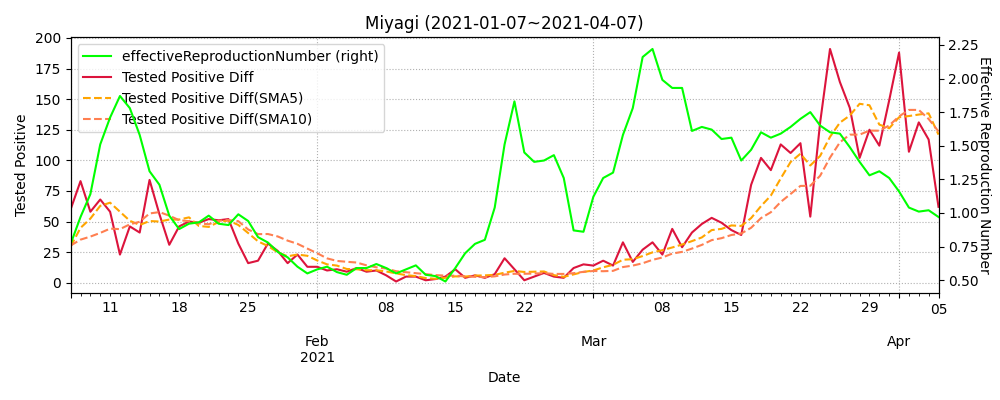 Miyagi (2021-01-07~2021-04-07)
effectiveReproductionNumber (right)
Tested Positive Diff
Tested Positive Diff(SMA5)
Tested Positive Diff(SMA10)
Tested Positive
200
175
150
125
100
75
50
25
0
2.25
2.00
1.75
1.50
1.25
1.00
0.75
0.50
Effective Reproduction Number
11 18 25 08 15 22 08 15 22 29 05
Feb Mar Apr
2021
Date